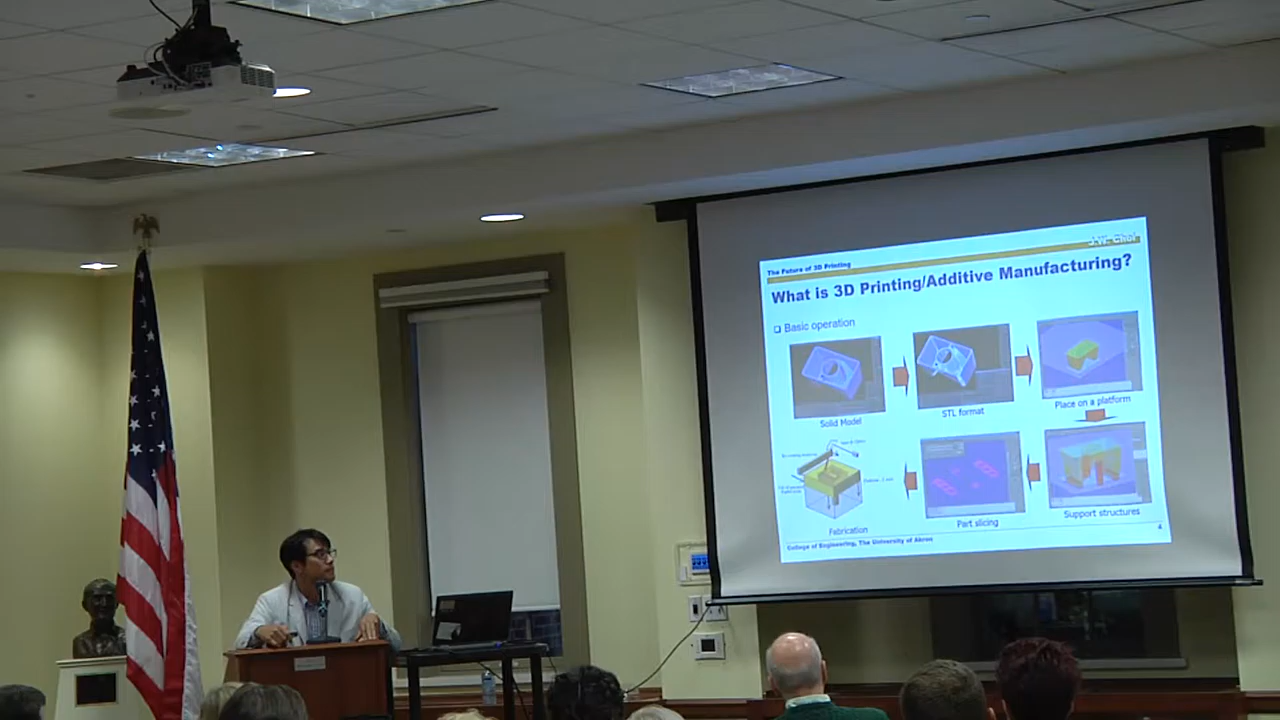 The Future of 3D Printing
J.W. Choi
What is 3D Printing/Additive Manufacturing?
Basic operation
Solid Model
STL format
Place on a platform
Fabrication
Part slicing
Support structures
College of Engineering, The University of Akron
4